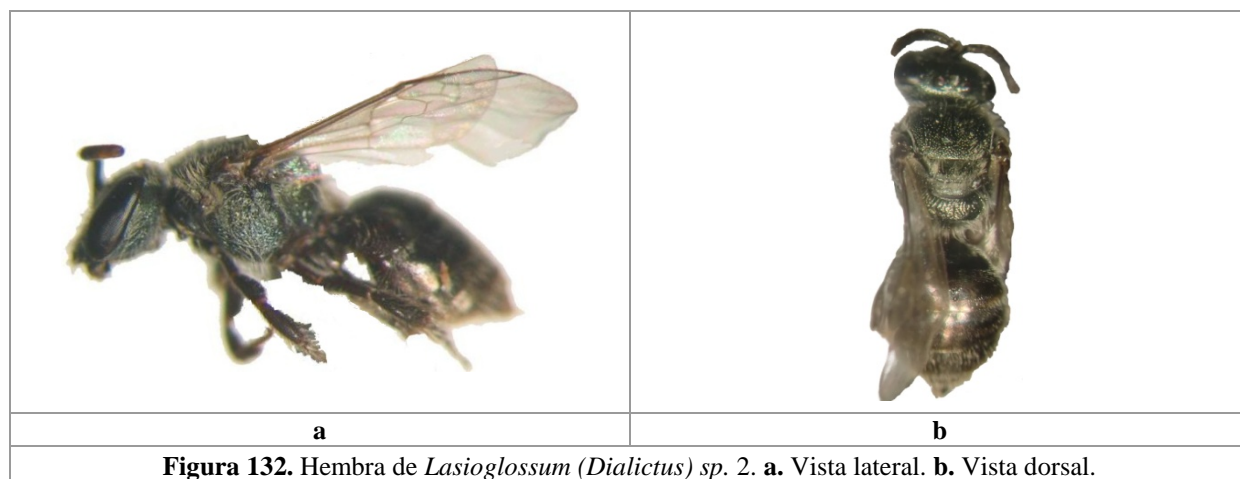 a
b
Figura 132. Hembra de Lasioglossum (Dialictus) sp. 2. a. Vista lateral. b. Vista dorsal.